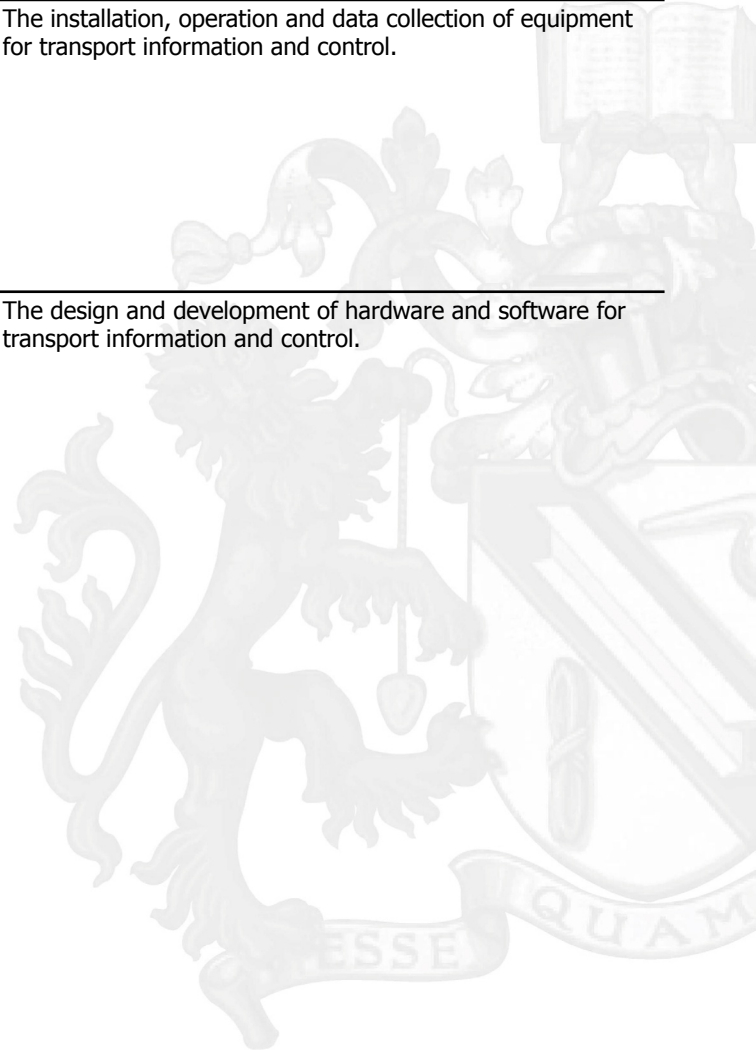 The installation, operation and data collection of equipment
for transport information and control.
The design and development of hardware and software for
transport information and control.
ESSE
QUAM